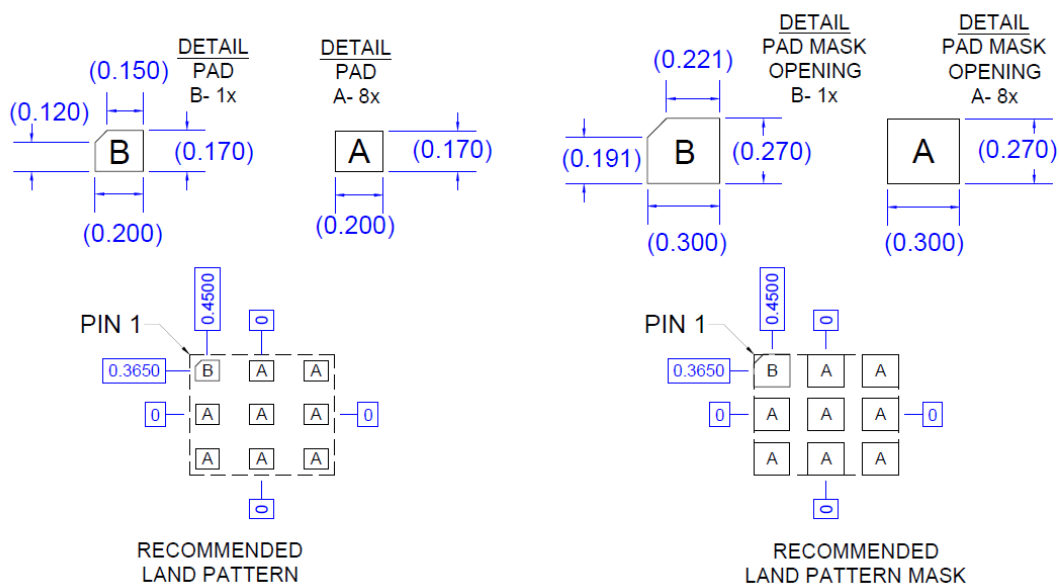 DETAIL
PAD
B- 1x
(0.150)
(0.120)
B
(0.170)
(0.200)
DETAIL
PAD
A- 8x
A
(0.170)
(0.200)
DETAIL
PAD MASK
OPENING
B- 1x
(0.221)
(0.191)
B
(0.270)
(0.300)
DETAIL
PAD MASK
OPENING
A- 8x
A
(0.270)
(0.300)
0.4500
0
PIN 1
0.3650
B A A
0
A A A
0
A A A
0
RECOMMENDED
LAND PATTERN
0.4500
0
PIN 1
0.3650
B A A
0
A A A
0
A A A
0
RECOMMENDED
LAND PATTERN MASK